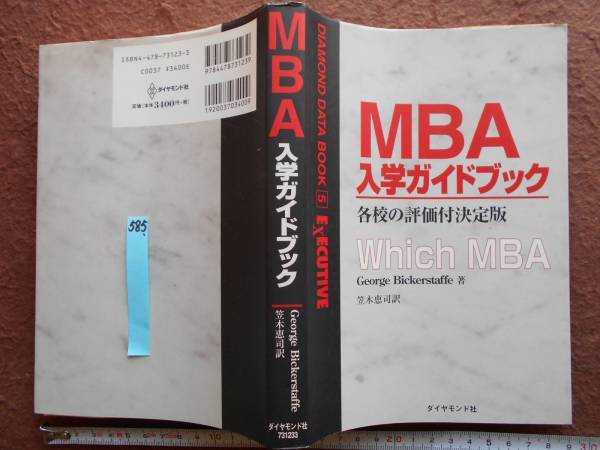 ISBN4-478-73123-3
C0037 ¥3400E
ダイヤモンド社
定価(本体3400円+税)
9784478731239
1920037034009
585
MBA
入学ガイドブック
George Bickerstaffe
笠木恵司訳
ダイヤモンド社
731233
DIAMOND DATA BOOK 5 EXECUTIVE
MBA
入学ガイドブック
各校の評価付決定版
Which MBA
George Bickerstaffe 著
笠木恵司訳
ダイヤモンド社
10
20